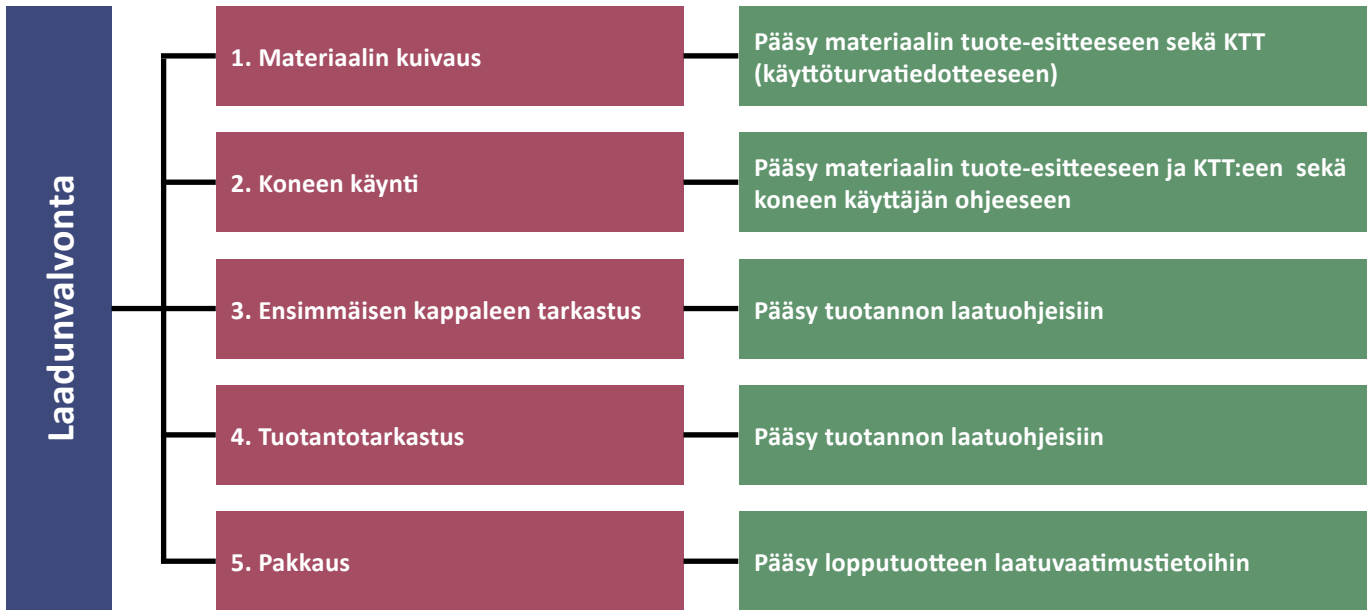 Laadunvalvonta
1. Materiaalin kuivaus
Pääsy materiaalin tuote-esitteeseen sekä KTT
(käyttöturvatiedotteeseen)
2. Koneen käynti
Pääsy materiaalin tuote-esitteeseen ja KTT:een sekä
koneen käyttäjän ohjeeseen
3. Ensimmäisen kappaleen tarkastus
Pääsy tuotannon laatuohjeisiin
4. Tuotantotarkastus
Pääsy tuotannon laatuohjeisiin
5. Pakkaus
Pääsy lopputuotteen laatuvaatimustietoihin